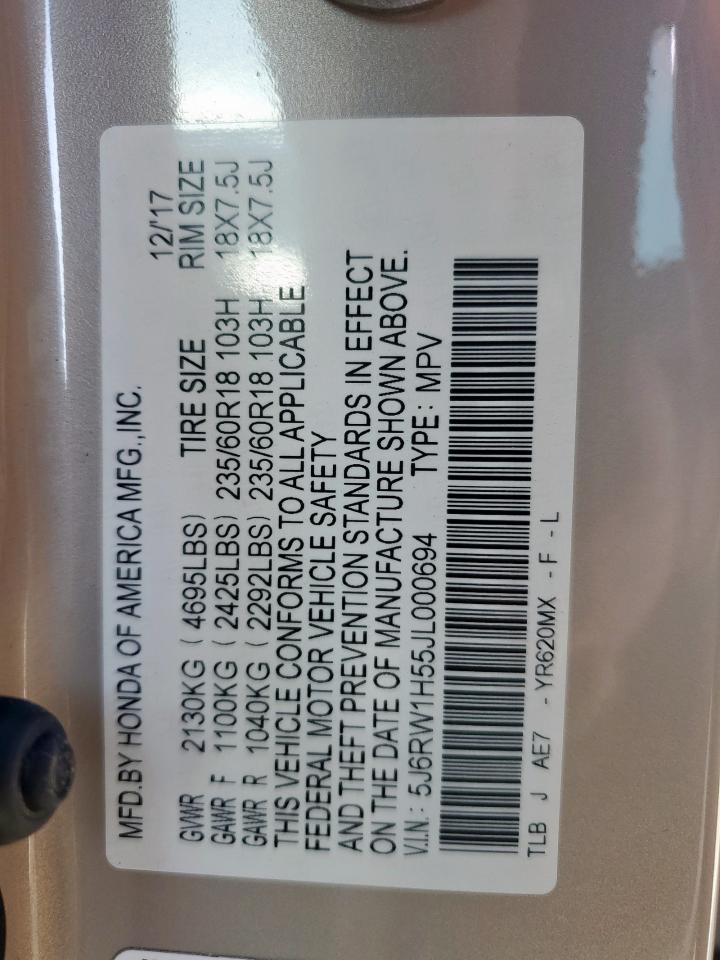 MFD.BY HONDA OF AMERICA MFG.,INC. 12/'17
GVWR 2130KG ( 4695LBS) TIRE SIZE RIM SIZE
GAWR F 1100KG ( 2425LBS) 235/60R18 103H 18X7.5J
GAWR R 1040KG ( 2292LBS) 235/60R18 103H 18X7.5J
THIS VEHICLE CONFORMS TO ALL APPLICABLE
FEDERAL MOTOR VEHICLE SAFETY
AND THEFT PREVENTION STANDARDS IN EFFECT
ON THE DATE OF MANUFACTURE SHOWN ABOVE.
V.I.N.: 5J6RW1H55JL000694 TYPE: MPV
TLB J AE7 - YR620MX - F - L